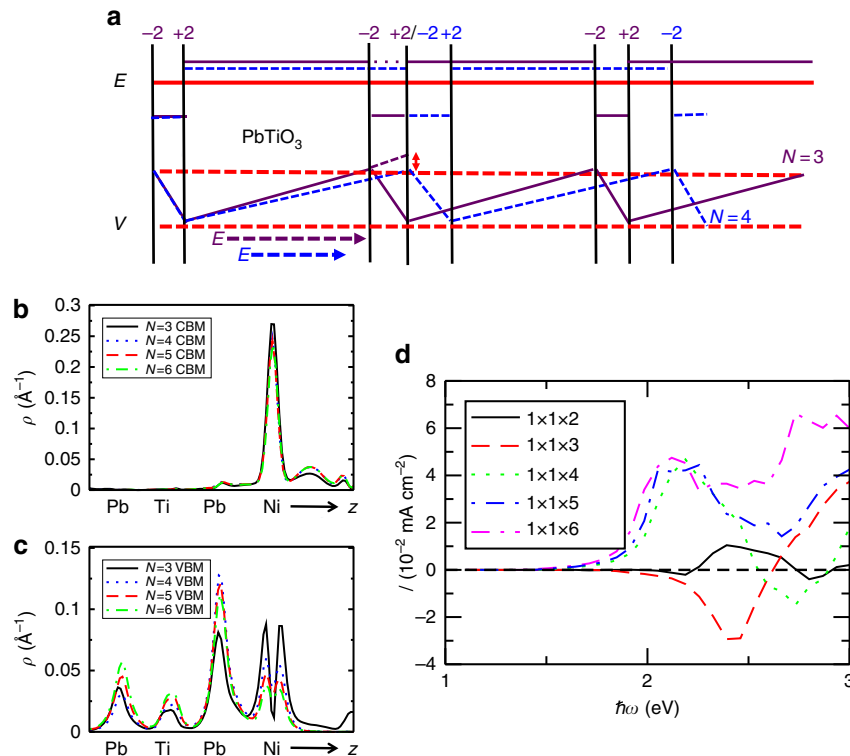 a
−2 +2 −2 +2/−2 +2 −2 +2 −2
E
PbTiO3
N = 3
V
N = 4
E
E
b
0.3
0.25
0.2
0.15
0.1
0.05
0
ρ (Å−1)
N=3 CBM
N=4 CBM
N=5 CBM
N=6 CBM
Pb Ti Pb Ni z
c
0.15
0.1
0.05
0
ρ (Å−1)
N=3 VBM
N=4 VBM
N=5 VBM
N=6 VBM
Pb Ti Pb Ni z
d
8
6
4
2
0
−2
−4
I (10−2 mA cm−2)
1×1×2
1×1×3
1×1×4
1×1×5
1×1×6
1 2 3
ħω (eV)